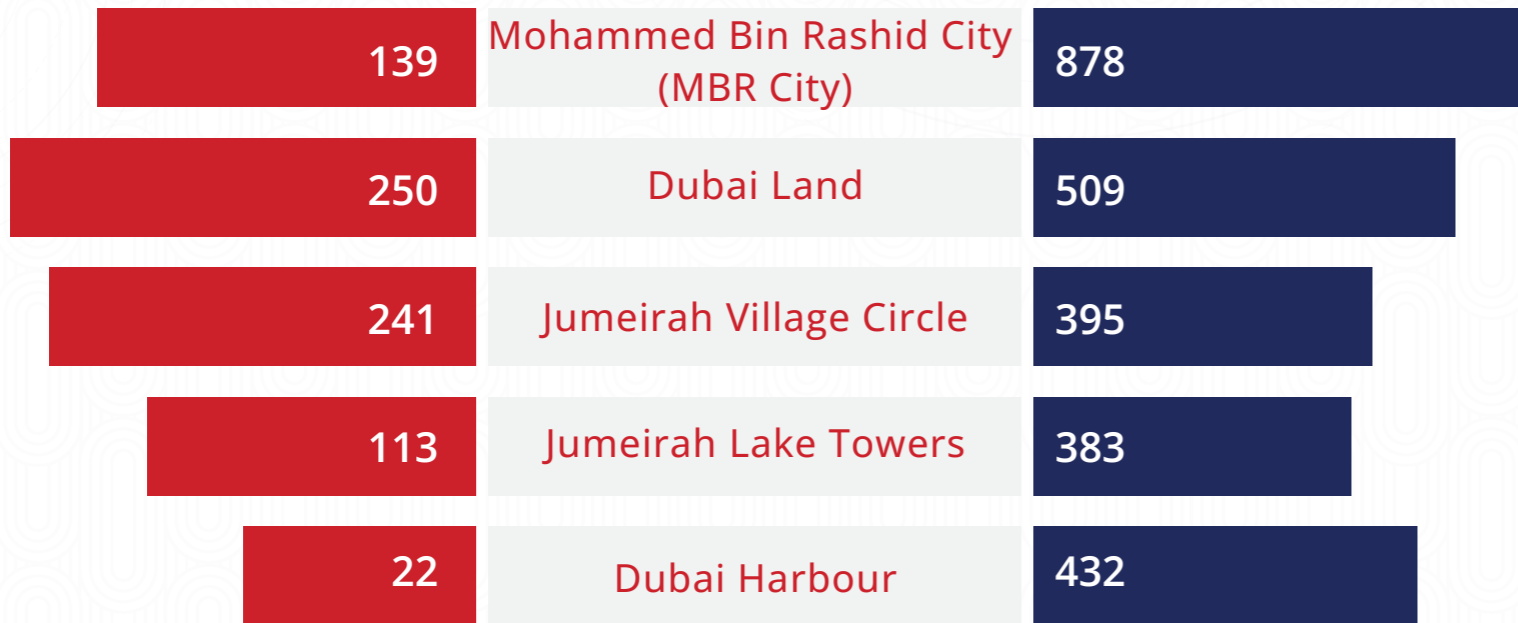 139 Mohammed Bin Rashid City 878
(MBR City)
250 Dubai Land 509
241 Jumeirah Village Circle 395
113 Jumeirah Lake Towers 383
22 Dubai Harbour 432